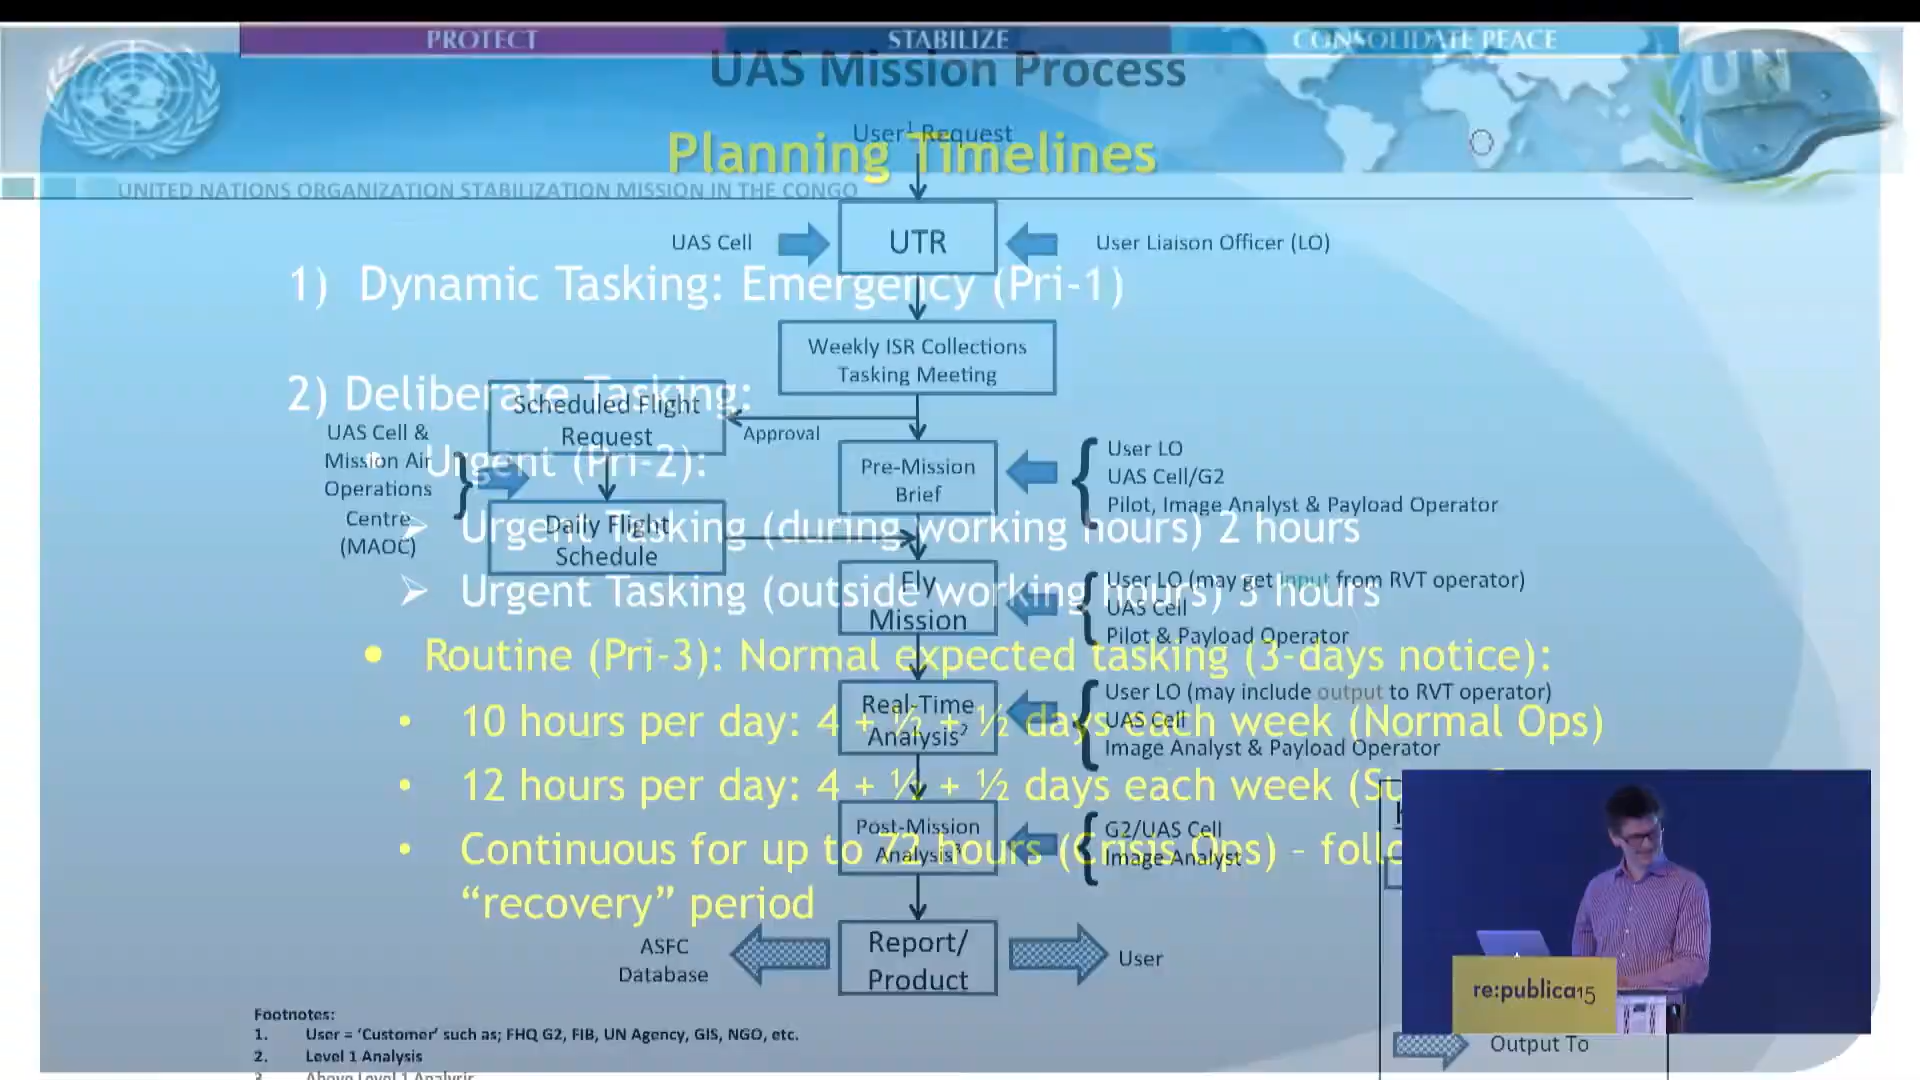 PROTECT
STABILIZE
CONSOLIDATE PEACE
UN
UAS Mission Process
User¹ Request
Planning Timelines
UNITED NATIONS ORGANIZATION STABILIZATION MISSION IN THE CONGO
UAS Cell
UTR
User Liaison Officer (LO)
1) Dynamic Tasking: Emergency (Pri-1)
Weekly ISR Collections
Tasking Meeting
2) Deliberate Tasking:
Scheduled Flight
Request
Approval
UAS Cell &
Mission Air
Operations
Centre
(MAOC)
• Urgent (Pri-2):
Pre-Mission
Brief
User LO
UAS Cell/G2
Pilot, Image Analyst & Payload Operator
Daily Flight
Schedule
➢ Urgent Tasking (during working hours) 2 hours
Fly
Mission
User LO (may get input from RVT operator)
UAS Cell
Pilot & Payload Operator
➢ Urgent Tasking (outside working hours) 3 hours
• Routine (Pri-3): Normal expected tasking (3-days notice):
Real-Time
Analysis²
User LO (may include output to RVT operator)
UAS Cell
Image Analyst & Payload Operator
• 10 hours per day: 4 + ½ + ½ days each week (Normal Ops)
• 12 hours per day: 4 + ½ + ½ days each week
Post-Mission
Analysis³
G2/UAS Cell
Image Analyst
• Continuous for up to 72 hours (Crisis Ops) –
“recovery” period
ASFC
Database
Report/
Product
User
re:publica15
Footnotes:
1. User = ‘Customer’ such as; FHQ G2, FIB, UN Agency, GIS, NGO, etc.
2. Level 1 Analysis
Output To